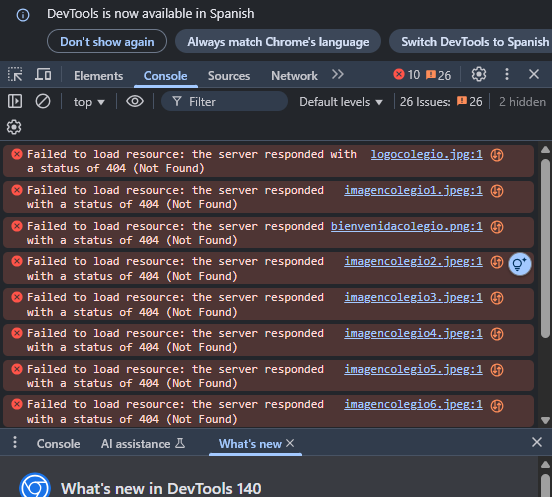 DevTools is now available in Spanish
Don't show again
Always match Chrome's language
Switch DevTools to Spanish
Elements Console Sources Network 10 26
top Filter Default levels 26 Issues: 26 2 hidden
Failed to load resource: the server responded with logocolegio.jpg:1
a status of 404 (Not Found)
Failed to load resource: the server responded imagencolegio1.jpeg:1
with a status of 404 (Not Found)
Failed to load resource: the server responded bienvenidacolegio.png:1
with a status of 404 (Not Found)
Failed to load resource: the server responded imagencolegio2.jpeg:1
with a status of 404 (Not Found)
Failed to load resource: the server responded imagencolegio3.jpeg:1
with a status of 404 (Not Found)
Failed to load resource: the server responded imagencolegio4.jpeg:1
with a status of 404 (Not Found)
Failed to load resource: the server responded imagencolegio5.jpeg:1
with a status of 404 (Not Found)
Failed to load resource: the server responded imagencolegio6.jpeg:1
with a status of 404 (Not Found)
Console AI assistance What's new
What's new in DevTools 140